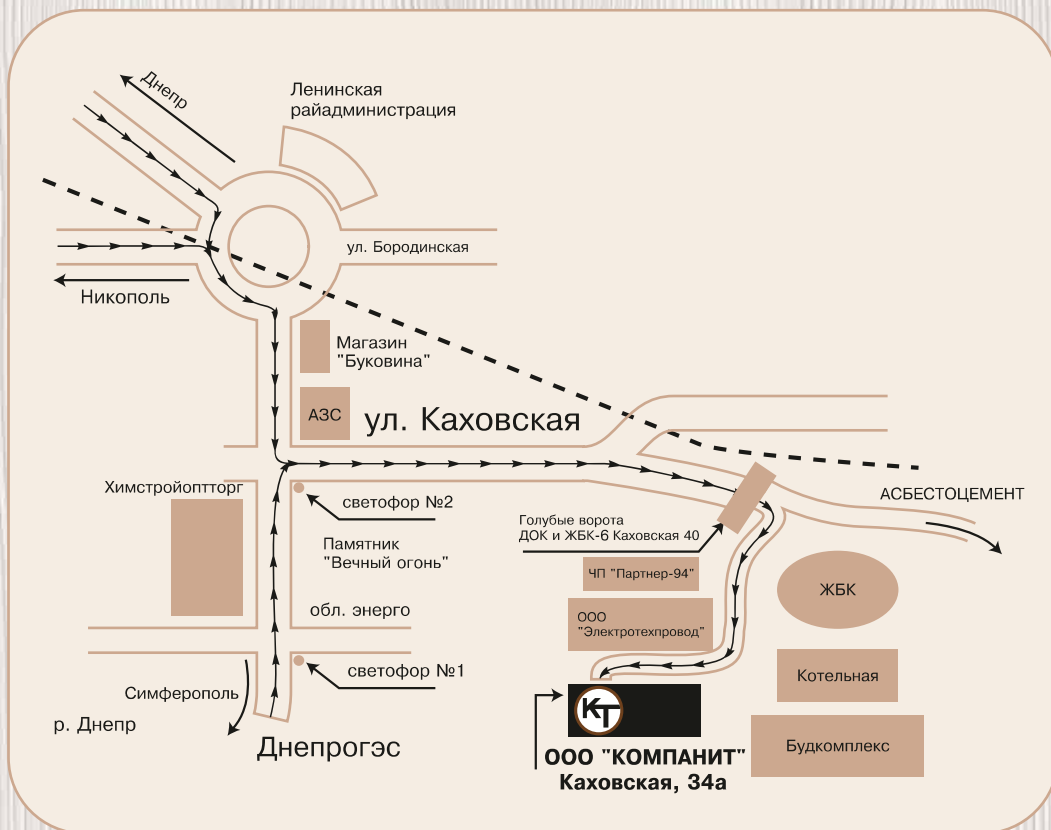 Днепр
Ленинская
райадминистрация
ул. Бородинская
Никополь
Магазин
"Буковина"
АЗС
ул. Каховская
Химстройоптторг
светофор №2
АСБЕСТОЦЕМЕНТ
Голубые ворота
ДОК и ЖБК-6 Каховская 40
Памятник
"Вечный огонь"
ЧП "Партнер-94"
ЖБК
обл. энерго
ООО
"Электротехпровод"
светофор №1
Котельная
Симферополь
р. Днепр
КТ
Днепрогэс
Будкомплекс
ООО "КОМПАНИТ"
Каховская, 34а